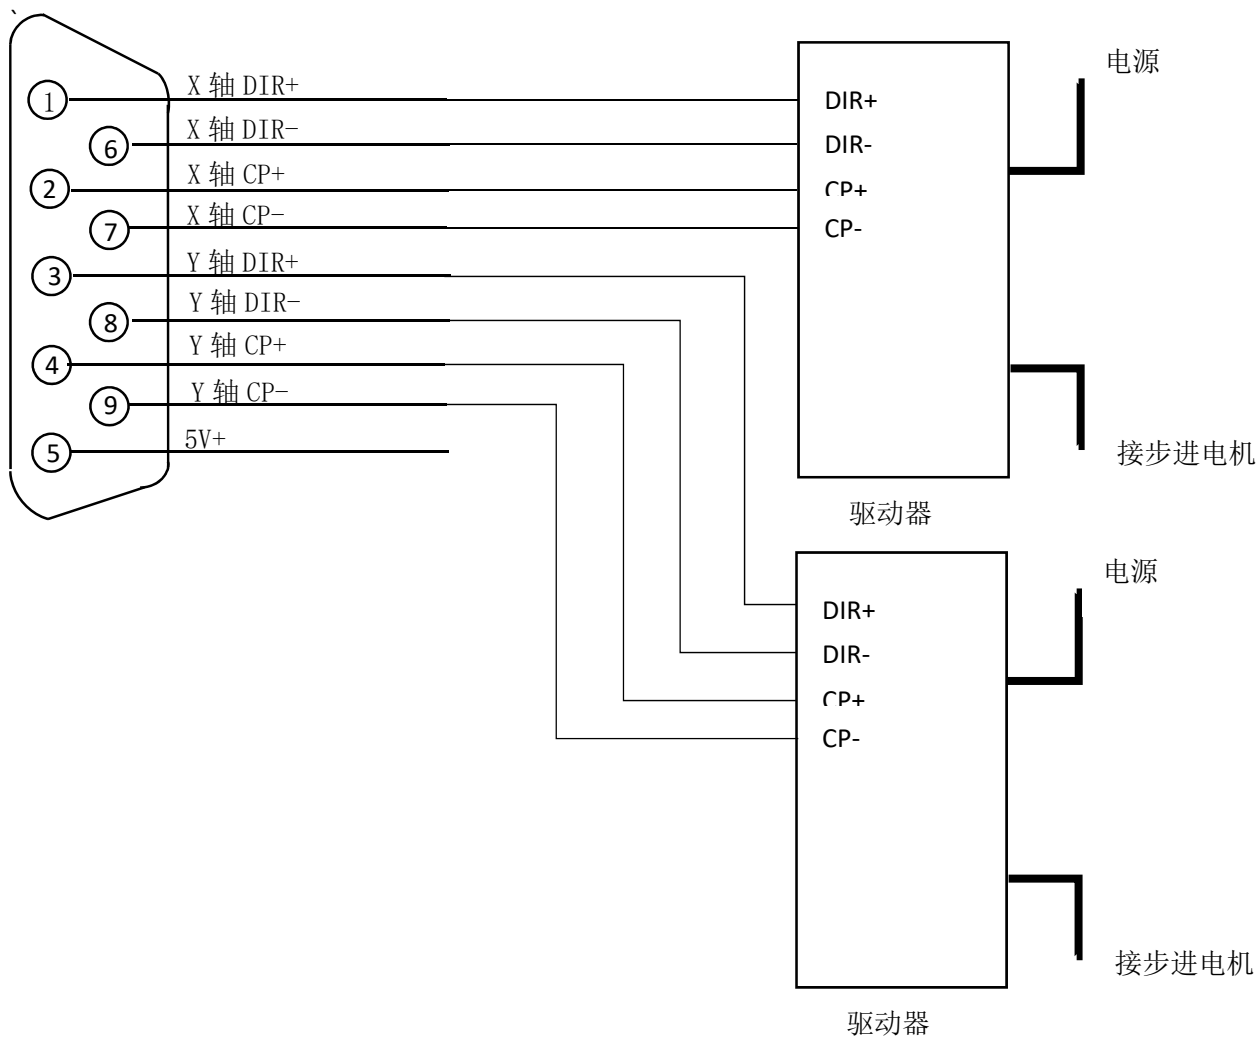 `
1
X 轴 DIR+
6
X 轴 DIR-
2
X 轴 CP+
7
X 轴 CP-
3
Y 轴 DIR+
8
Y 轴 DIR-
4
Y 轴 CP+
9
Y 轴 CP-
5
5V+
DIR+
DIR-
CP+
CP-
电源
接步进电机
驱动器
DIR+
DIR-
CP+
CP-
电源
接步进电机
驱动器